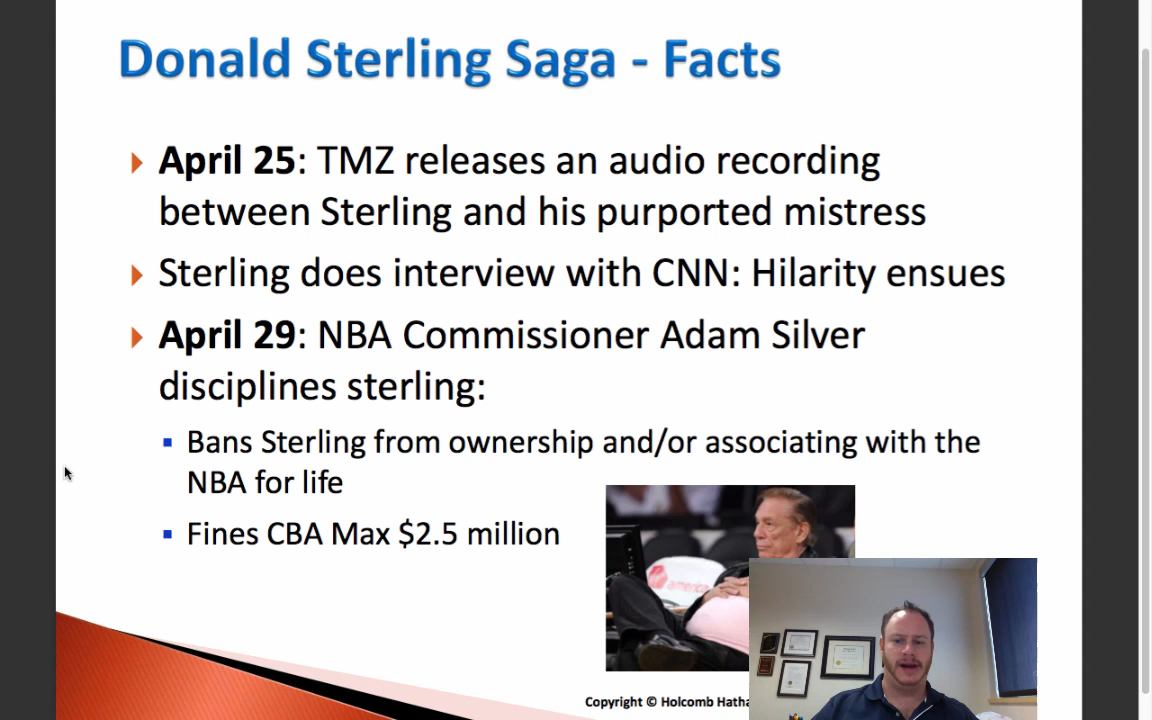 Donald Sterling Saga - Facts
April 25: TMZ releases an audio recording
between Sterling and his purported mistress
Sterling does interview with CNN: Hilarity ensues
April 29: NBA Commissioner Adam Silver
disciplines sterling:
Bans Sterling from ownership and/or associating with the
NBA for life
Fines CBA Max $2.5 million
america
Copyright © Holcomb Hatha